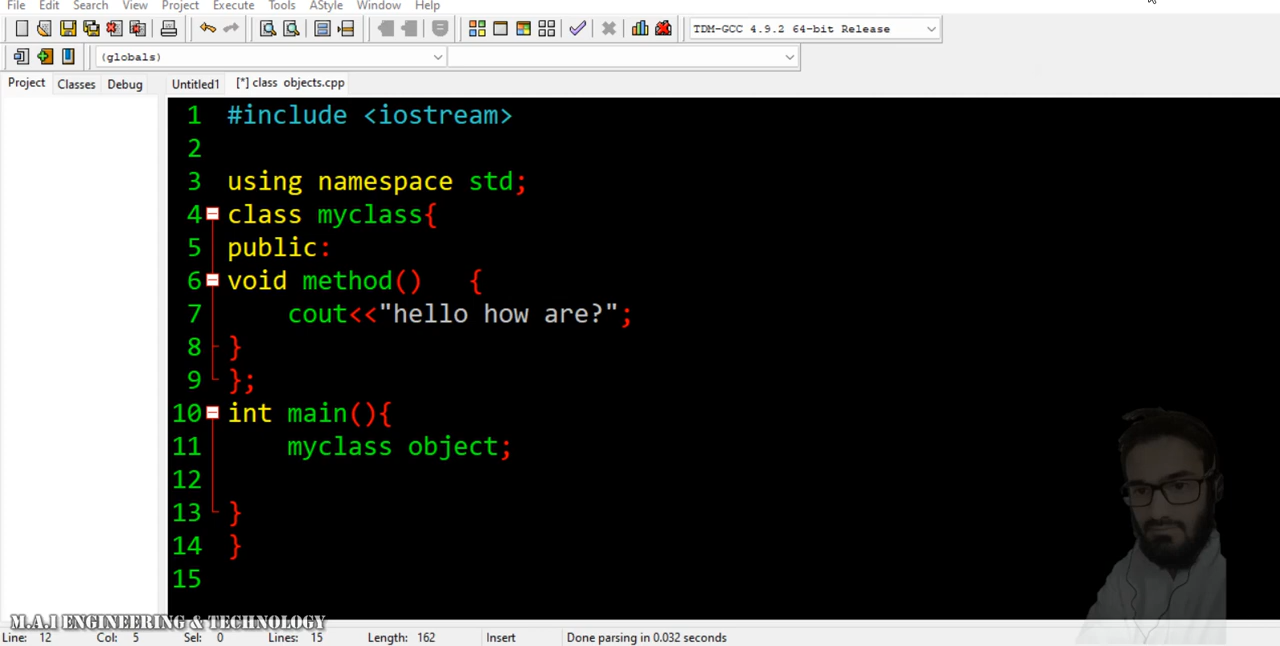 File Edit Search View Project Execute Tools AStyle Window Help
TDM-GCC 4.9.2 64-bit Release
(globals)
Project Classes Debug Untitled1 [*] class objects.cpp
1 #include <iostream>
2
3 using namespace std;
4 class myclass{
5 public:
6 void method() {
7 cout<<"hello how are?";
8 }
9 };
10 int main(){
11 myclass object;
12
13 }
14 }
15
M.A.I ENGINEERING & TECHNOLOGY
Line: 12 Col: 5 Sel: 0 Lines: 15 Length: 162 Insert Done parsing in 0.032 seconds